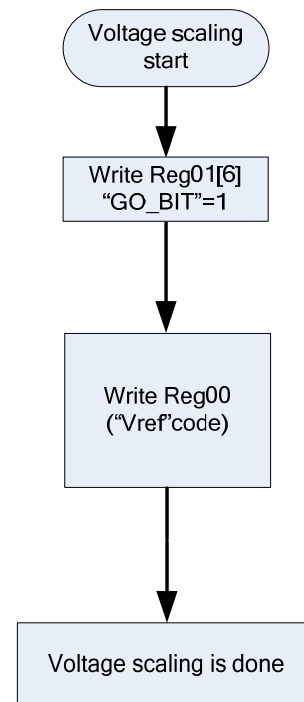 Voltage scaling
start
Write Reg01[6]
“GO_BIT”=1
Write Reg00
(“Vref”code)
Voltage scaling is done